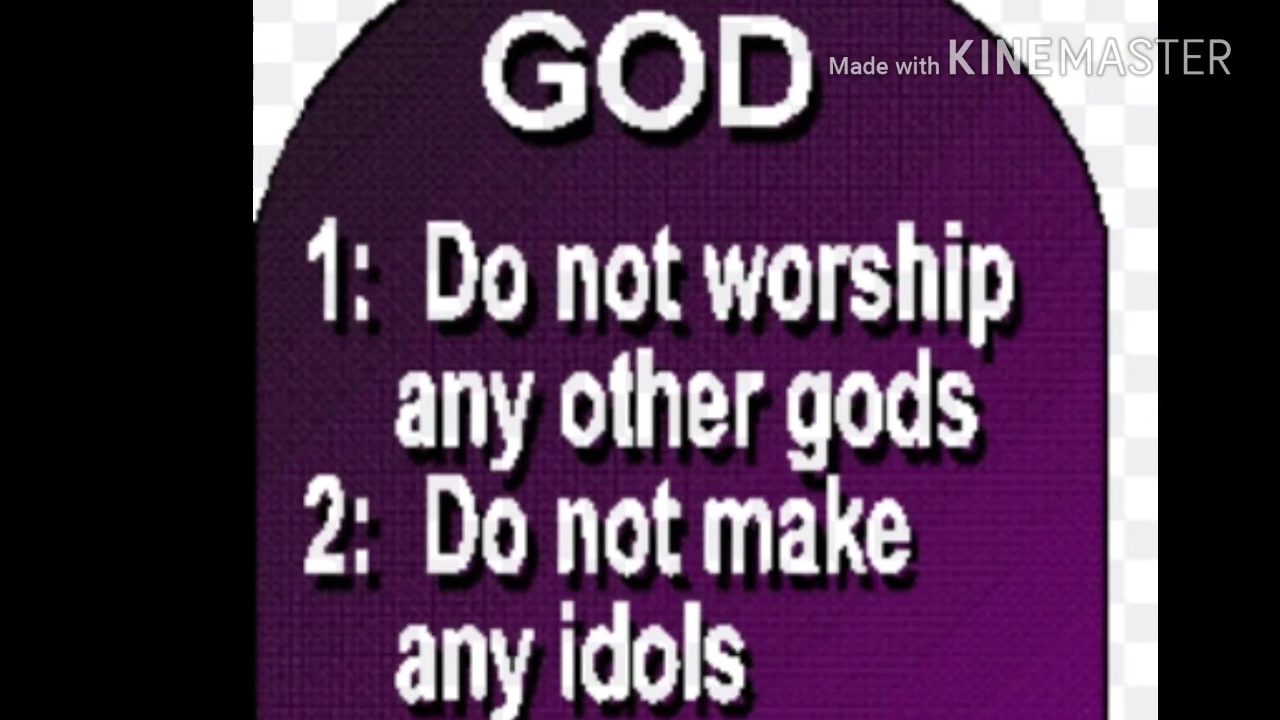 GOD
Made with KINEMASTER
1: Do not worship
any other gods
2: Do not make
any idols